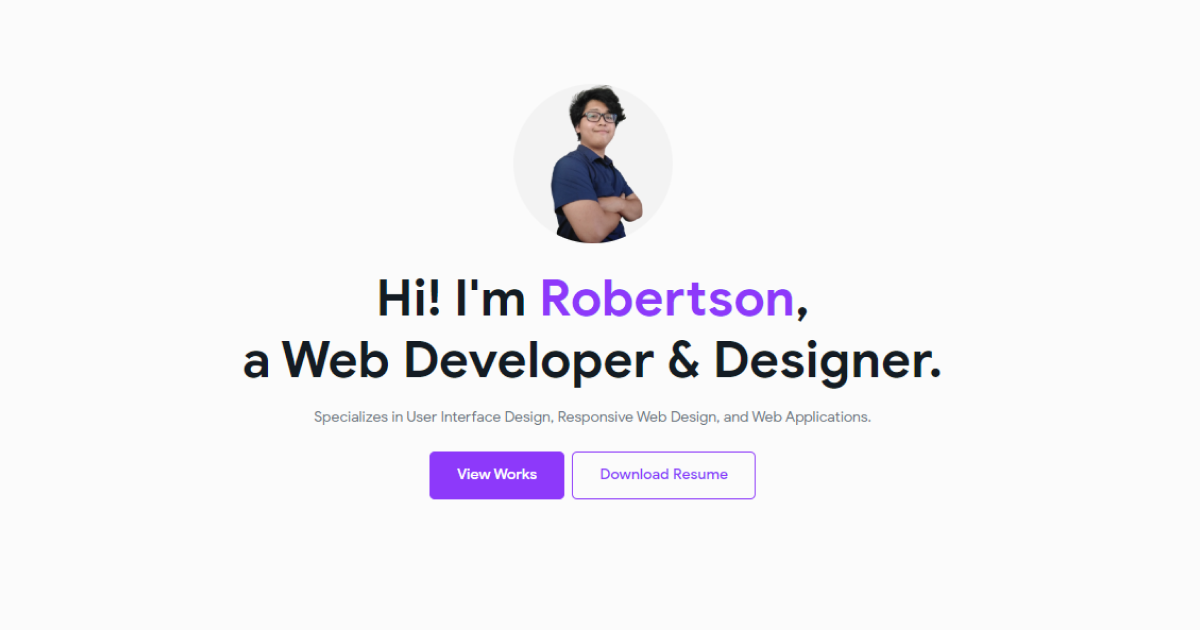 Hi! I'm Robertson,
a Web Developer & Designer.
Specializes in User Interface Design, Responsive Web Design, and Web Applications.
View Works
Download Resume